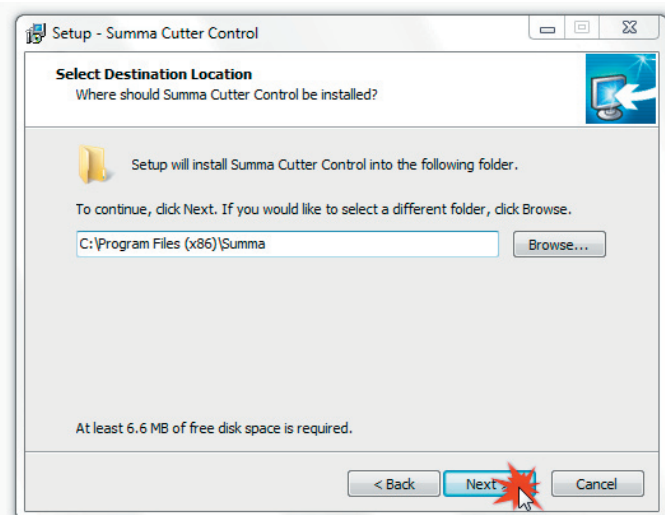 Setup - Summa Cutter Control
Select Destination Location
Where should Summa Cutter Control be installed?
Setup will install Summa Cutter Control into the following folder.
To continue, click Next. If you would like to select a different folder, click Browse.
C:\Program Files (x86)\Summa
Browse...
At least 6.6 MB of free disk space is required.
< Back
Next
Cancel